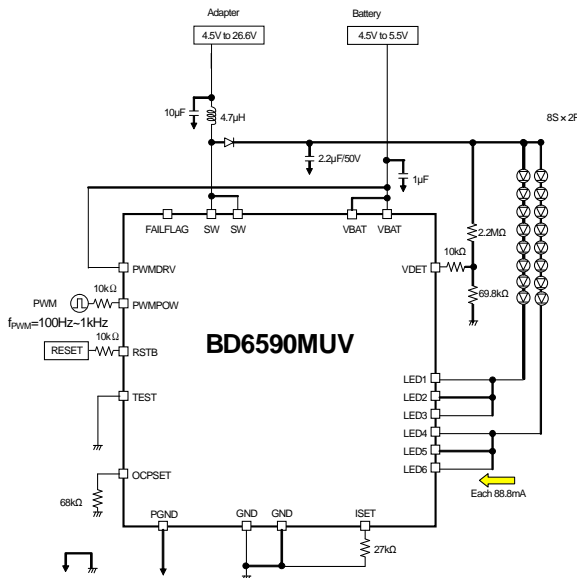 Adapter
Battery
4.5V to 26.6V
4.5V to 5.5V
10µF
4.7µH
8S × 2P
2.2µF/50V
1µF
FAILFLAG
SW
SW
VBAT
VBAT
2.2MΩ
PWMDRV
VDET
10kΩ
69.8kΩ
PWM
10kΩ
PWMPOW
fPWM=100Hz~1kHz
10kΩ
RESET
RSTB
BD6590MUV
TEST
LED1
LED2
LED3
LED4
LED5
LED6
OCPSET
Each 88.8mA
68kΩ
PGND
GND
GND
ISET
27kΩ